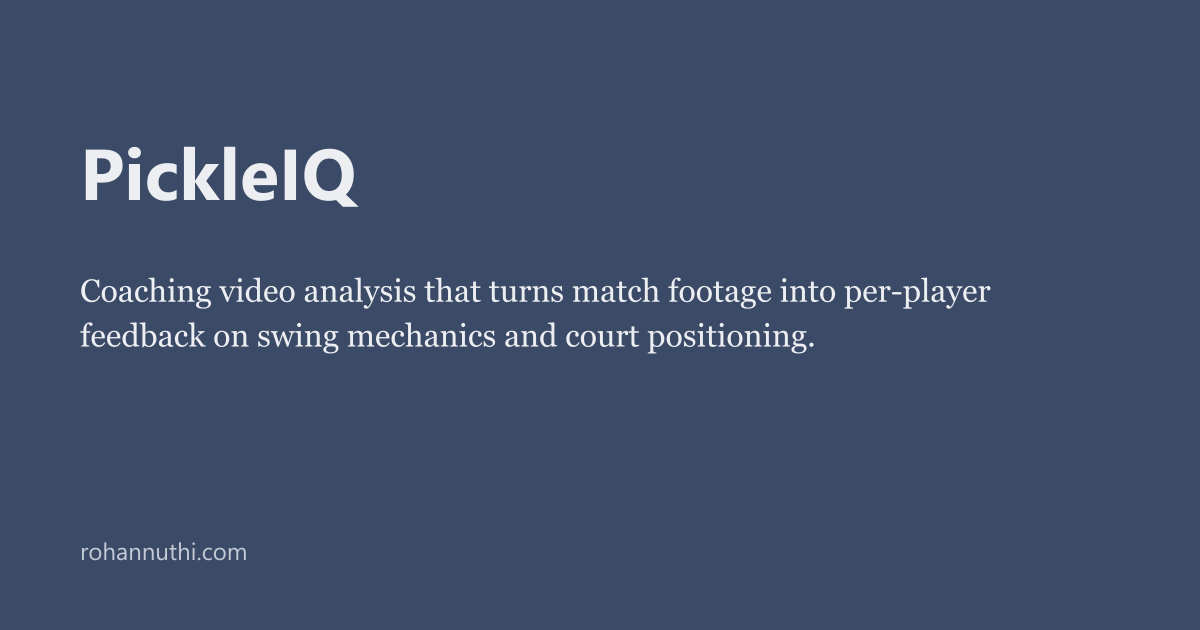 PickleIQ
Coaching video analysis that turns match footage into per-player
feedback on swing mechanics and court positioning.
rohannuthi.com